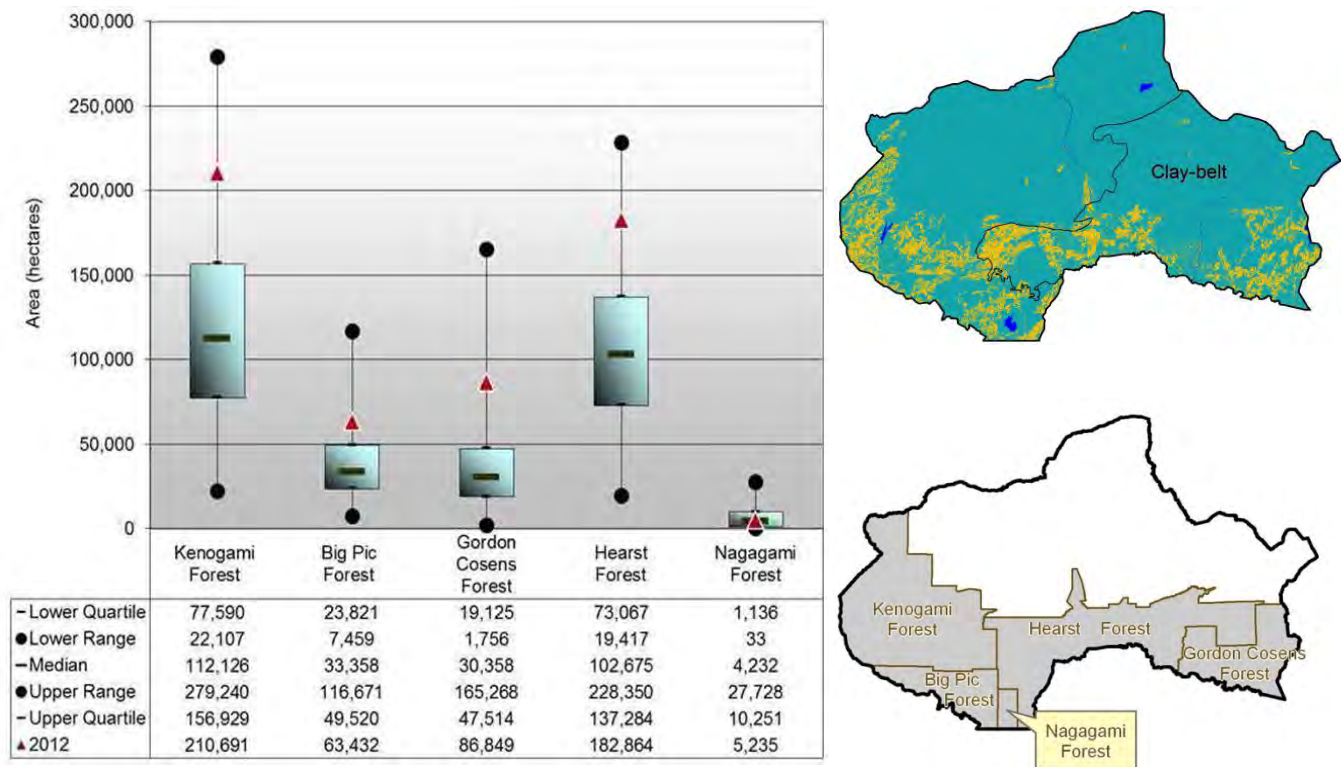 300,000
250,000
200,000
150,000
100,000
50,000
0
Area (hectares)
Kenogami Forest
Big Pic Forest
Gordon Cosens Forest
Hearst Forest
Nagagami Forest
Lower Quartile 77,590 23,821 19,125 73,067 1,136
Lower Range 22,107 7,459 1,756 19,417 33
Median 112,126 33,358 30,358 102,675 4,232
Upper Range 279,240 116,671 165,268 228,350 27,728
Upper Quartile 156,929 49,520 47,514 137,284 10,251
2012 210,691 63,432 86,849 182,864 5,235
Clay-belt
Kenogami
Forest
Hearst Forest
Gordon Cosens
Forest
Big Pic
Forest
Nagagami
Forest